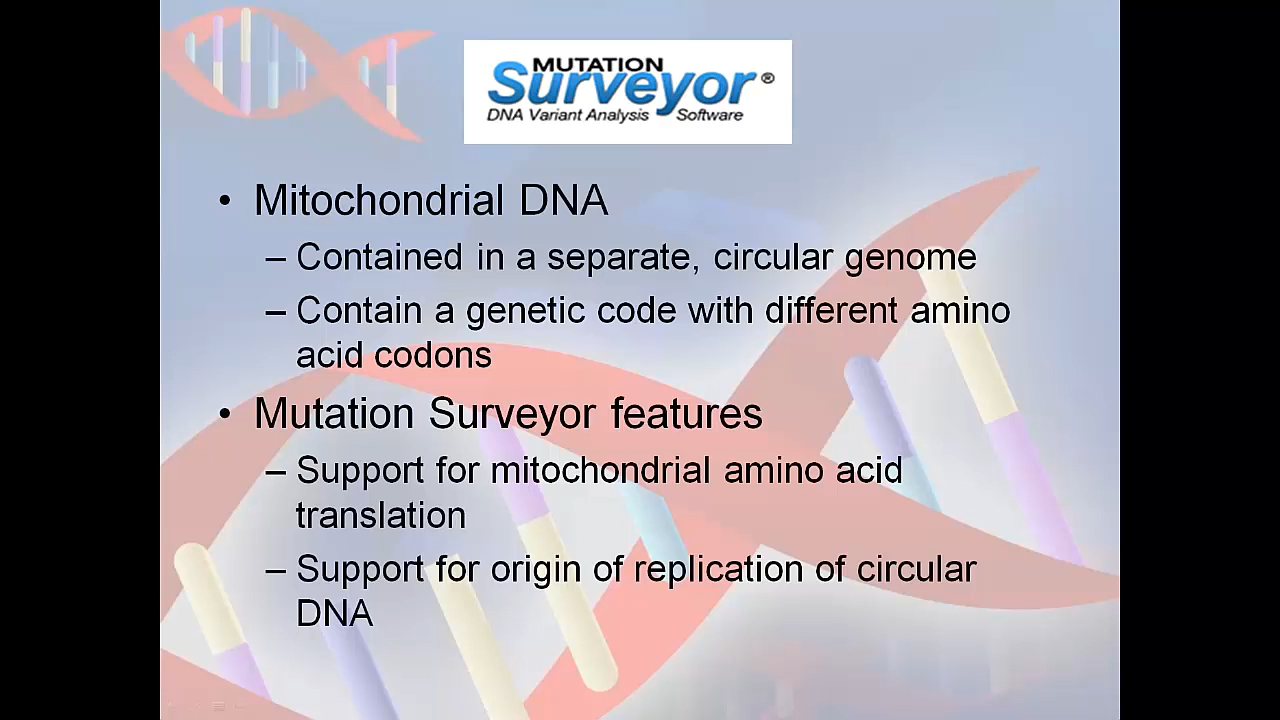 MUTATION
Surveyor ®
DNA Variant Analysis Software
• Mitochondrial DNA
– Contained in a separate, circular genome
– Contain a genetic code with different amino
acid codons
• Mutation Surveyor features
– Support for mitochondrial amino acid
translation
– Support for origin of replication of circular
DNA